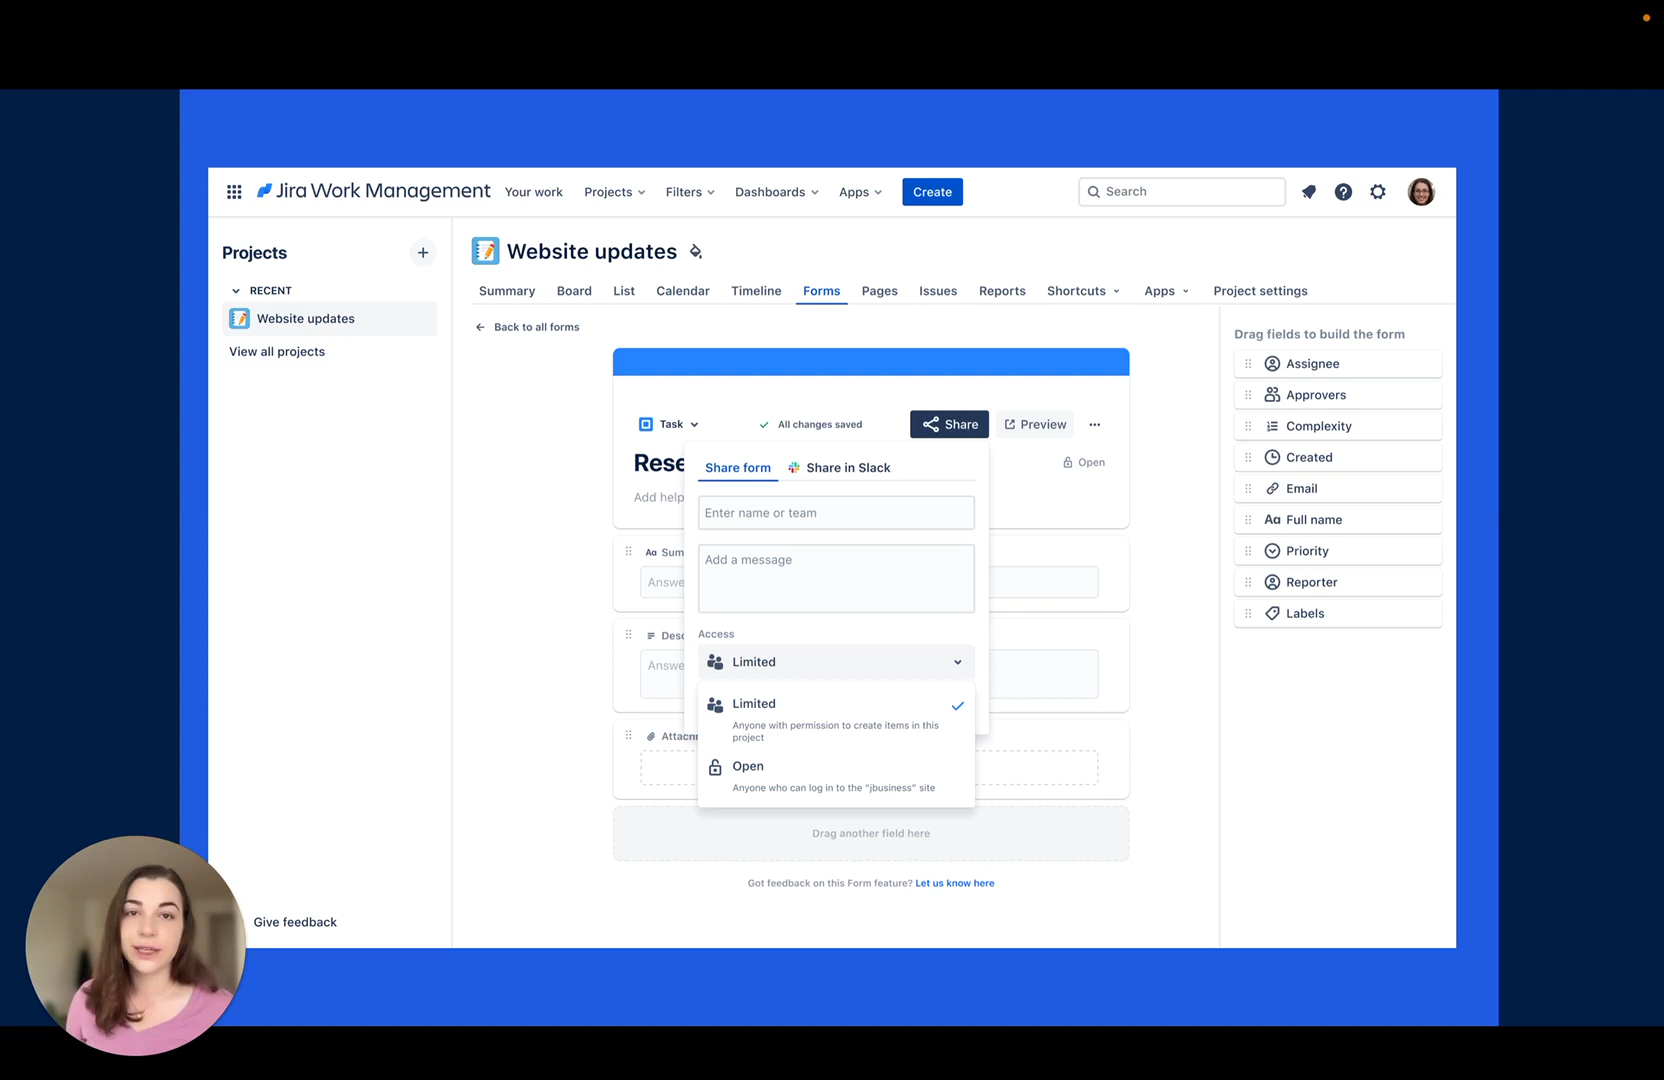 Jira Work Management
Your work
Projects
Filters
Dashboards
Apps
Create
Search
Projects
RECENT
Website updates
View all projects
Give feedback
Website updates
Summary
Board
List
Calendar
Timeline
Forms
Pages
Issues
Reports
Shortcuts
Apps
Project settings
Back to all forms
Task
All changes saved
Share
Preview
Rese
Open
Add help
Share form
Share in Slack
Enter name or team
Add a message
Access
Limited
Limited
Anyone with permission to create items in this
project
Open
Anyone who can log in to the "jbusiness" site
Aa Sum
Answe
Desc
Answe
Attachm
Drag another field here
Got feedback on this Form feature? Let us know here
Drag fields to build the form
Assignee
Approvers
Complexity
Created
Email
Aa Full name
Priority
Reporter
Labels